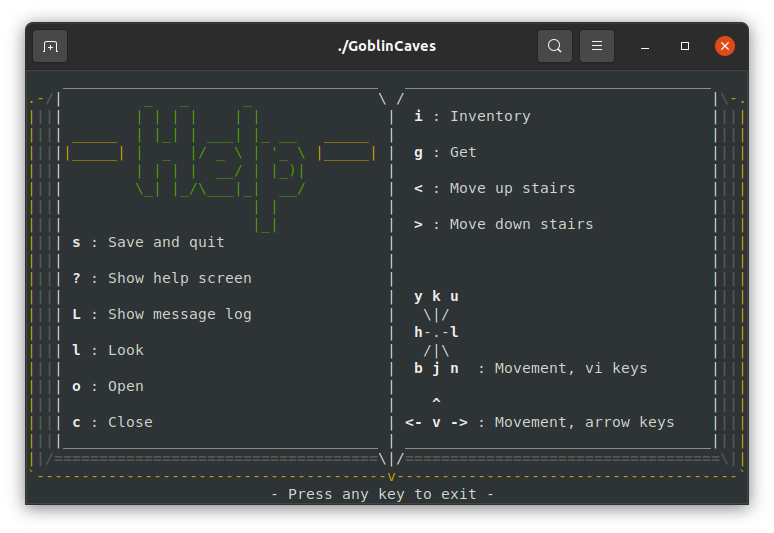 ./GoblinCaves
Help
s : Save and quit
? : Show help screen
L : Show message log
l : Look
o : Open
c : Close
i : Inventory
g : Get
< : Move up stairs
> : Move down stairs
y k u
\|/
h-.-l
/|\
b j n : Movement, vi keys
^
<- v -> : Movement, arrow keys
- Press any key to exit -